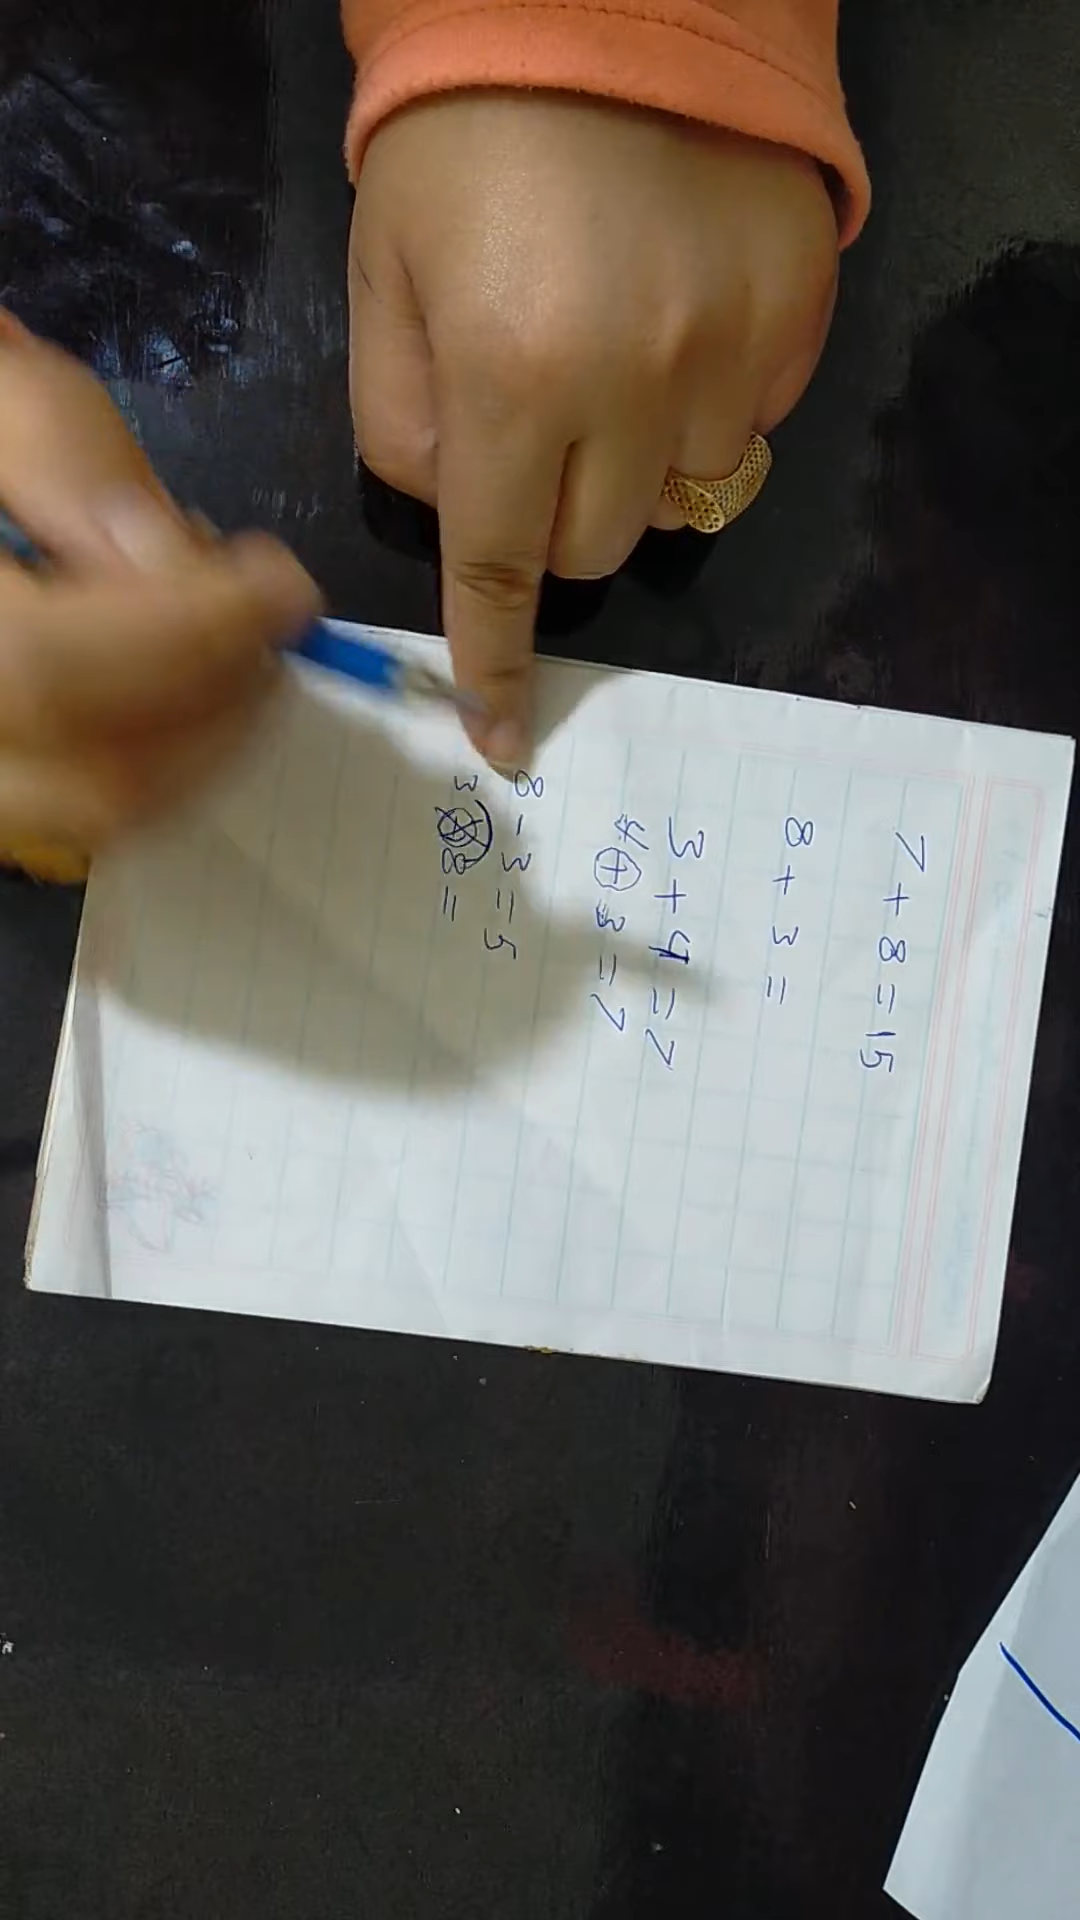 7 + 8 = 15
8 + 3 =
3 + 4 = 7
4 + 3 = 7
8 - 3 = 5
3 8 =